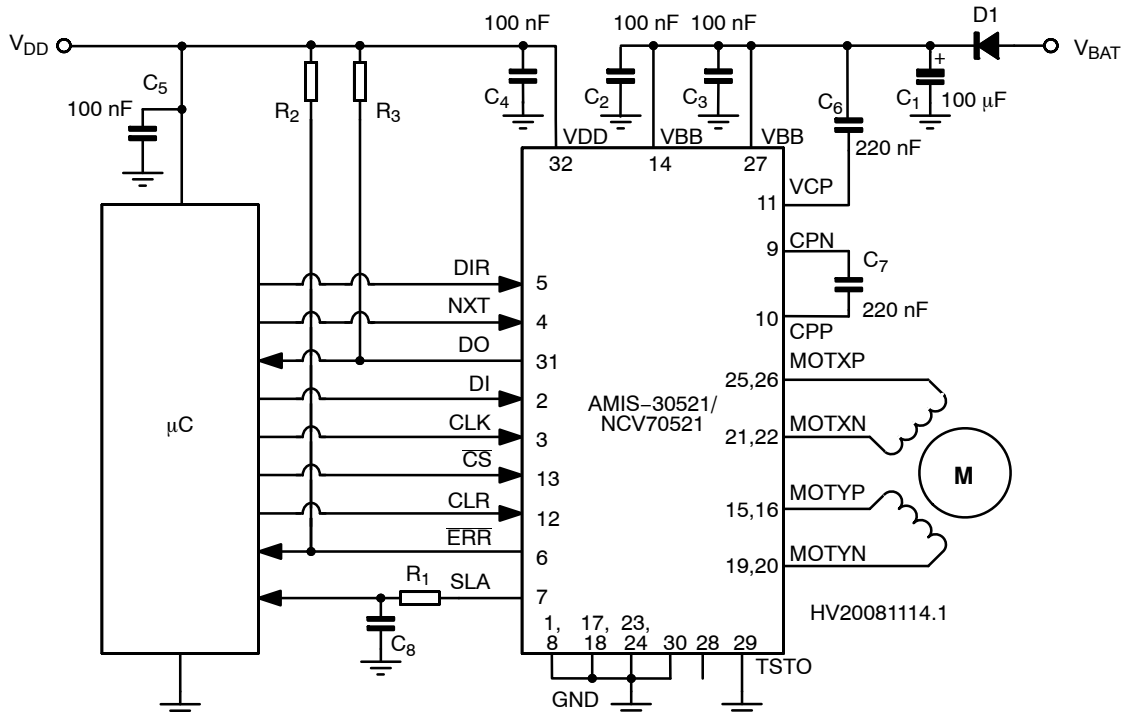 100 nF
100 nF 100 nF
D1
V_DD
V_BAT
C_5
100 nF
R_2
R_3
C_4
C_2
C_3
C_6
C_1
+
100 μF
220 nF
VDD
VBB
VBB
32
14
27
11
VCP
9
CPN
C_7
220 nF
10
CPP
DIR
5
NXT
4
DO
31
DI
2
CLK
3
C̅S̅
13
CLR
12
E̅R̅R̅
6
R_1
SLA
7
C_8
μC
AMIS−30521/
NCV70521
MOTXP
25,26
MOTXN
21,22
M
MOTYP
15,16
MOTYN
19,20
HV20081114.1
1, 17, 23,
8 18 24 30 28 29
TSTO
GND